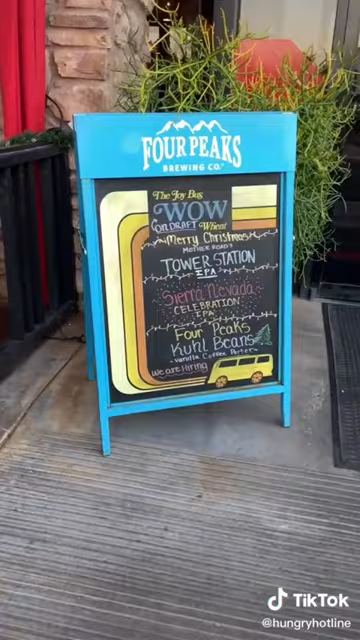 FOUR PEAKS
BREWING CO.
The Joy Bus
WOW
Wheat
ON DRAFT
Merry Christmas
MOTHER ROAD'S
TOWER STATION
IPA
Sierra Nevada
CELEBRATION
IPA
Four Peaks
Kuhl Beans
Vanilla Coffee Porter
We are Hiring
TikTok
@hungryhotline